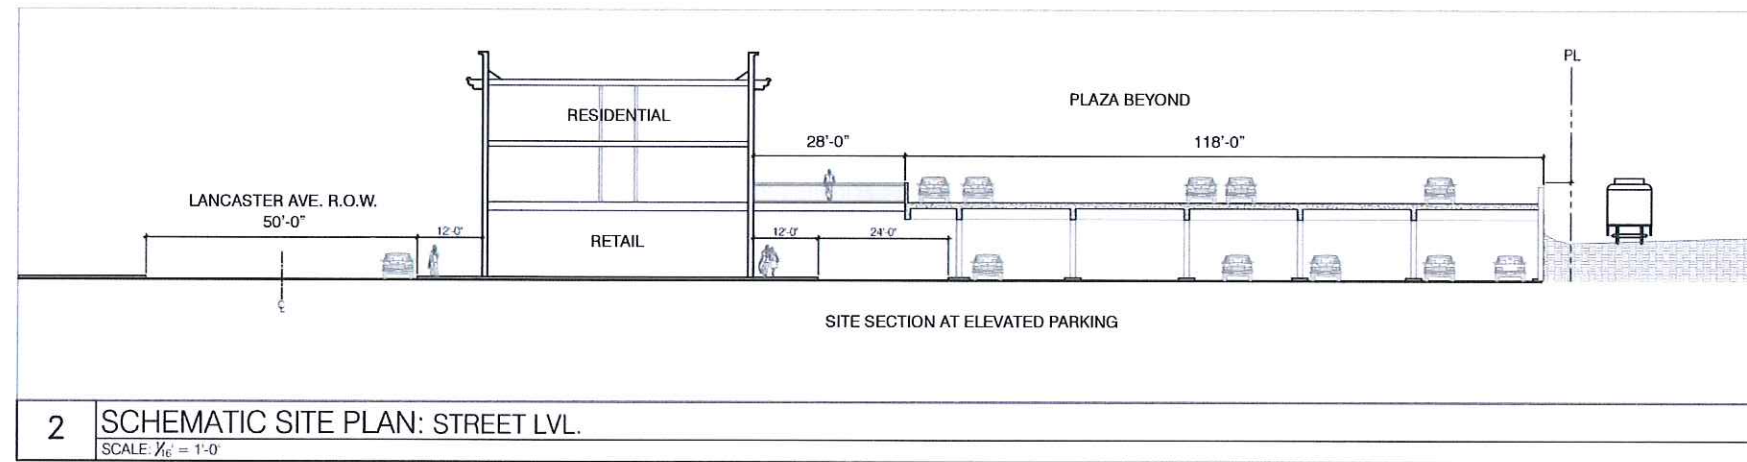 PL
PLAZA BEYOND
RESIDENTIAL
28'-0"
118'-0"
LANCASTER AVE. R.O.W.
50'-0"
12'-0"
RETAIL
12'-0"
24'-0"
℄
SITE SECTION AT ELEVATED PARKING
2
SCHEMATIC SITE PLAN: STREET LVL.
SCALE: 1/16" = 1'-0"